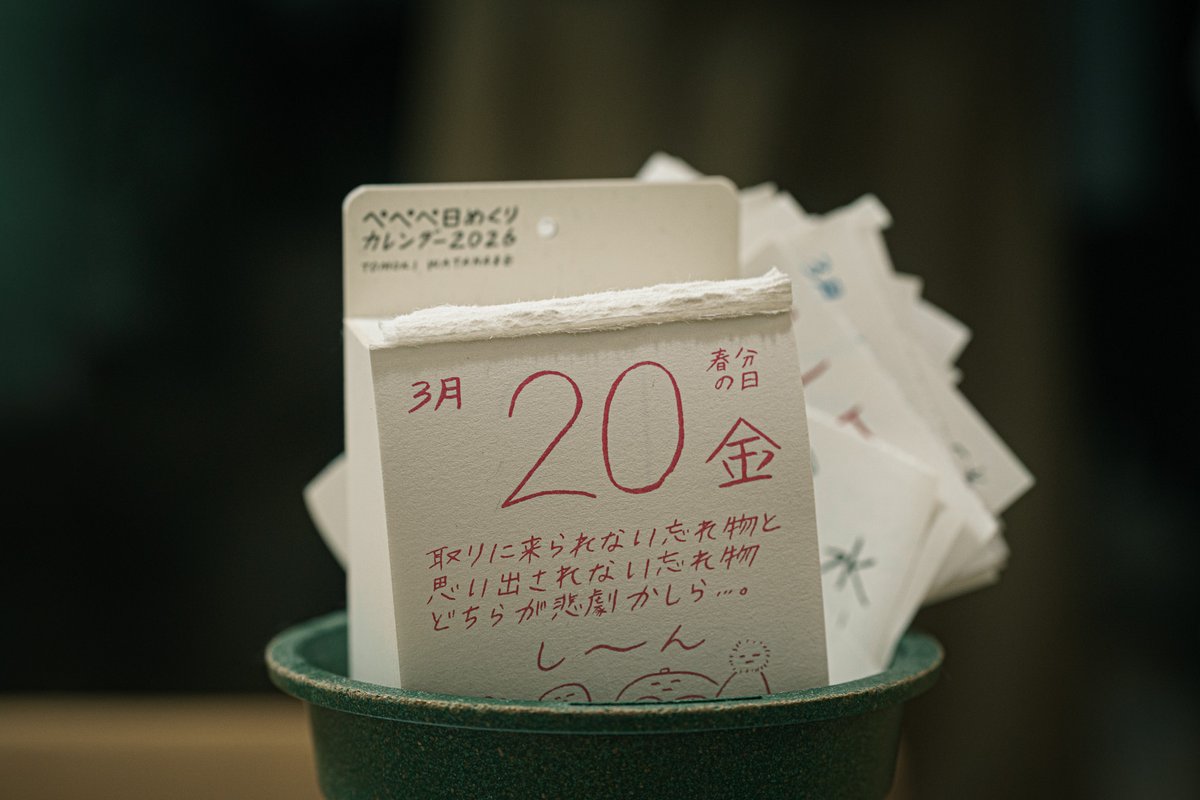 ぺぺぺ日めくり
カレンダー2026
TOMOKI WATANABE
3月
20
春分
の日
金
取りに来られない忘れ物と
思い出されない忘れ物
どちらが悲劇かしら…。
し〜ん
水